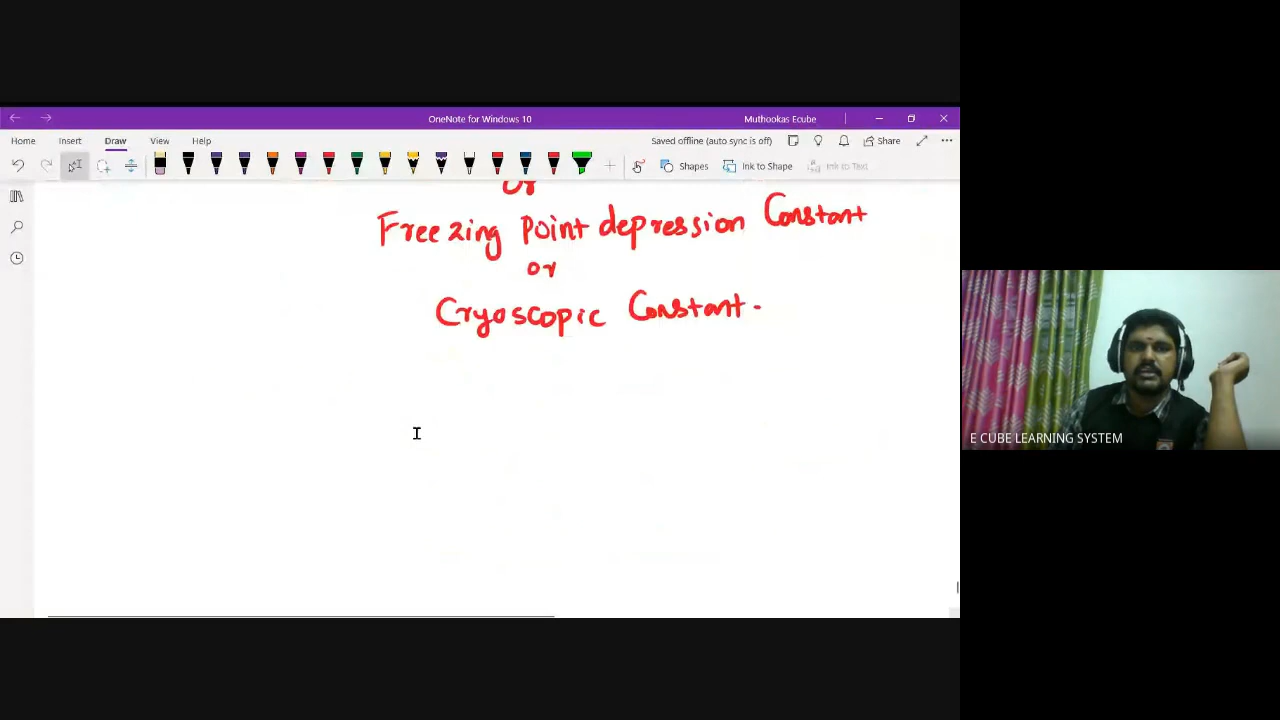 OneNote for Windows 10
Muthookas Ecube
Home Insert Draw View Help
Saved offline (auto sync is off)
Share
Shapes
Ink to Shape
Ink to Text
or
Freezing Point depression Constant
or
Cryoscopic Constant.
E CUBE LEARNING SYSTEM